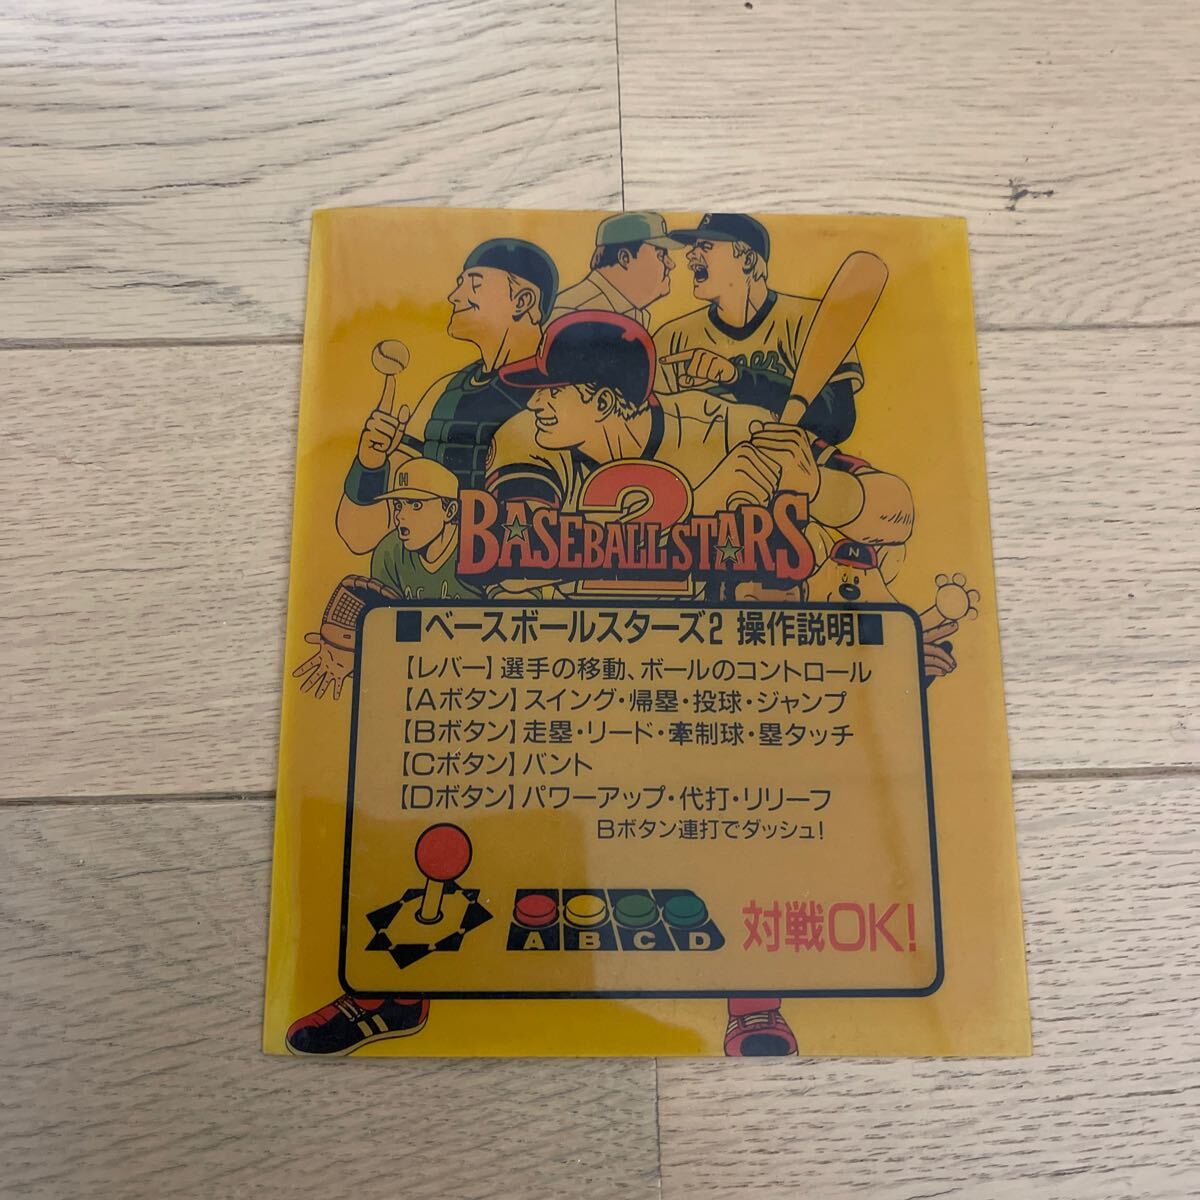 2
BASEBALL STARS
H
S
N
■ベースボールスターズ2 操作説明■
【レバー】選手の移動、ボールのコントロール
【Aボタン】スイング・帰塁・投球・ジャンプ
【Bボタン】走塁・リード・牽制球・塁タッチ
【Cボタン】バント
【Dボタン】パワーアップ・代打・リリーフ
Bボタン連打でダッシュ!
A B C D
対戦OK!